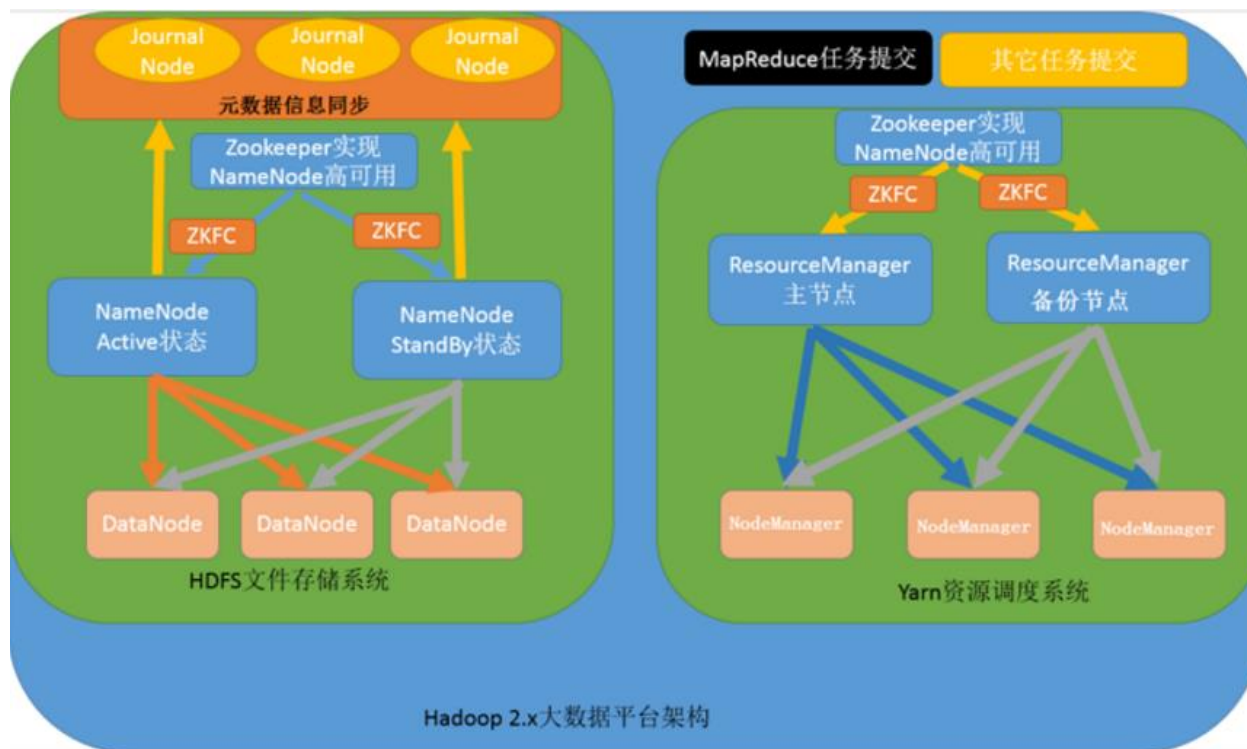 Journal
Node
Journal
Node
Journal
Node
元数据信息同步
Zookeeper实现
NameNode高可用
ZKFC
ZKFC
NameNode
Active状态
NameNode
StandBy状态
DataNode
DataNode
DataNode
HDFS文件存储系统
MapReduce任务提交
其它任务提交
Zookeeper实现
NameNode高可用
ZKFC
ZKFC
ResourceManager
主节点
ResourceManager
备份节点
NodeManager
NodeManager
NodeManager
Yarn资源调度系统
Hadoop 2.x大数据平台架构